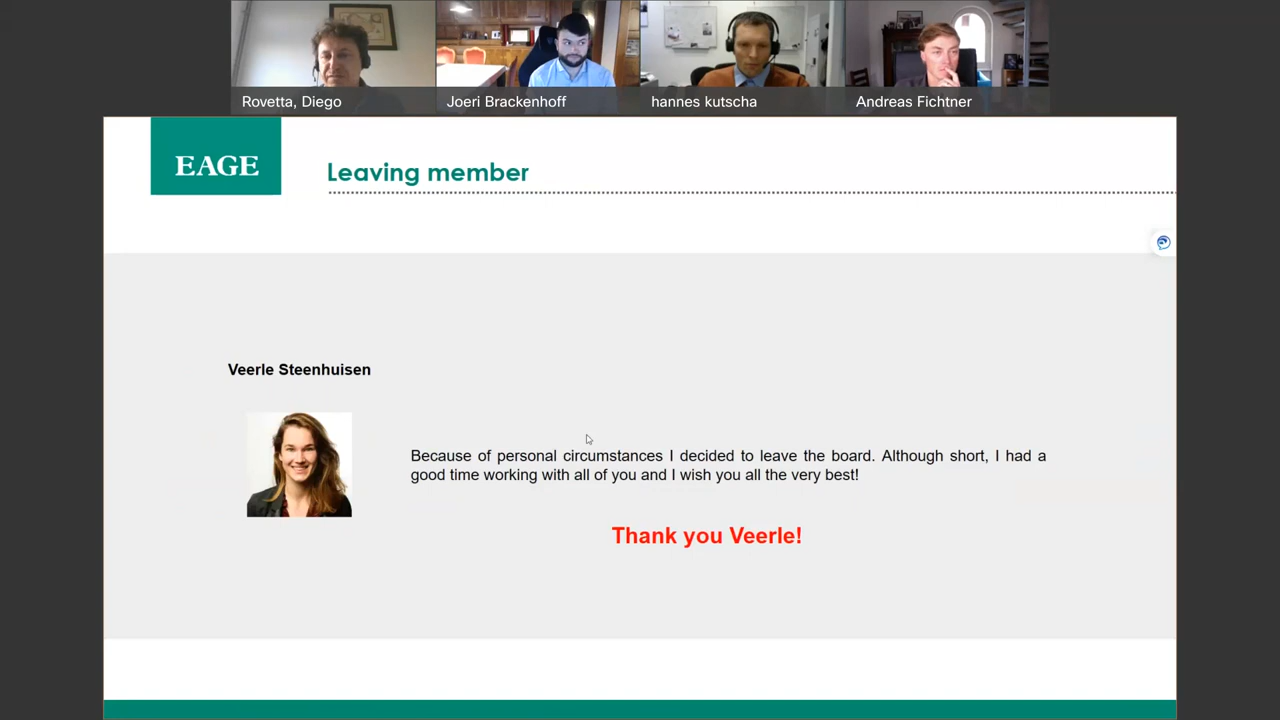 Rovetta, Diego
Joeri Brackenhoff
hannes kutscha
Andreas Fichtner
EAGE
Leaving member
Veerle Steenhuisen
Because of personal circumstances I decided to leave the board. Although short, I had a
good time working with all of you and I wish you all the very best!
Thank you Veerle!